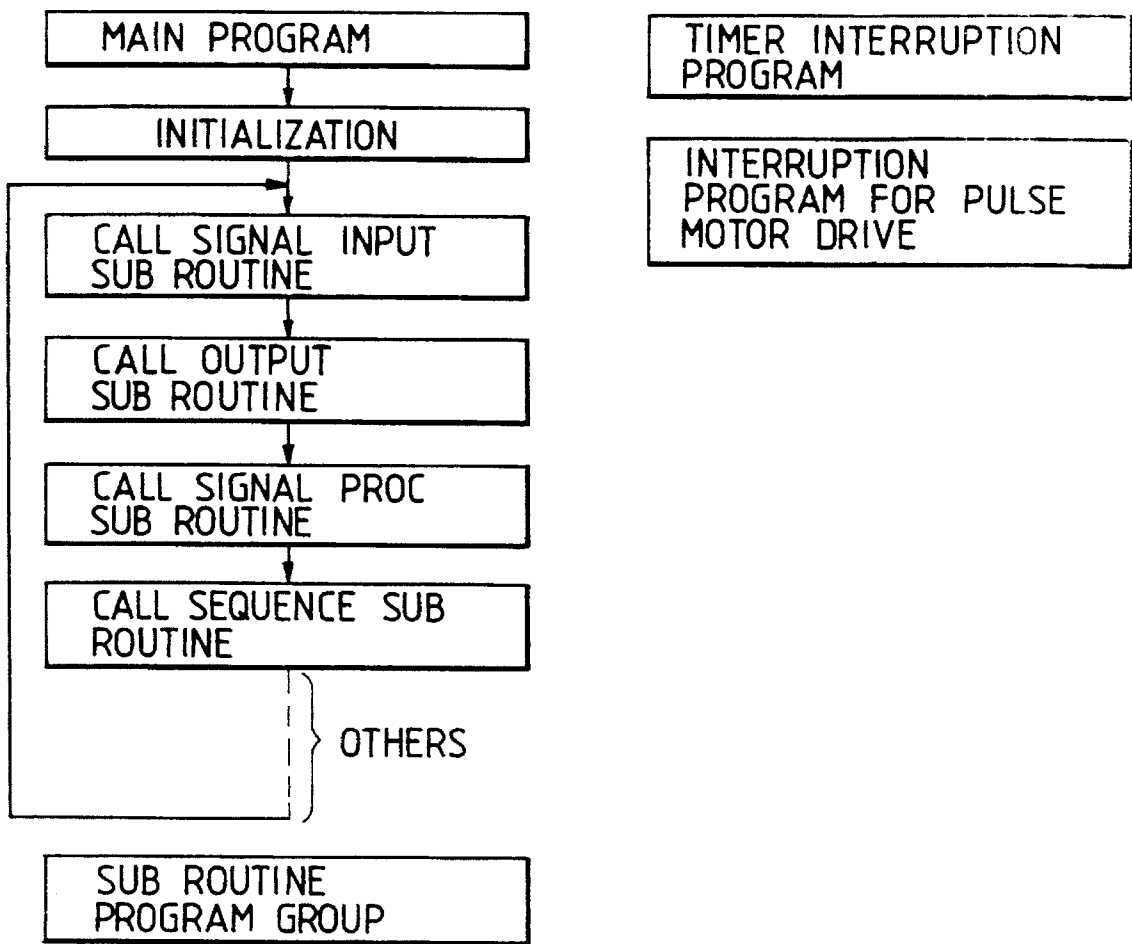 MAIN PROGRAM
INITIALIZATION
CALL SIGNAL INPUT
SUB ROUTINE
CALL OUTPUT
SUB ROUTINE
CALL SIGNAL PROC
SUB ROUTINE
CALL SEQUENCE SUB
ROUTINE
OTHERS
SUB ROUTINE
PROGRAM GROUP
TIMER INTERRUPTION
PROGRAM
INTERRUPTION
PROGRAM FOR PULSE
MOTOR DRIVE